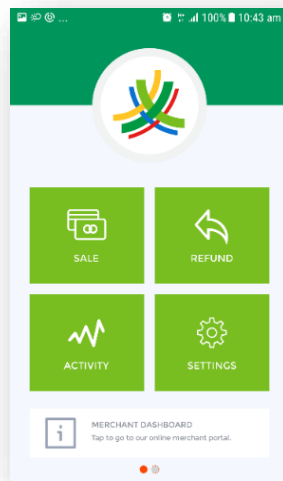 ... 100% 10:43 am
SALE
REFUND
ACTIVITY
SETTINGS
i
MERCHANT DASHBOARD
Tap to go to our online merchant portal.